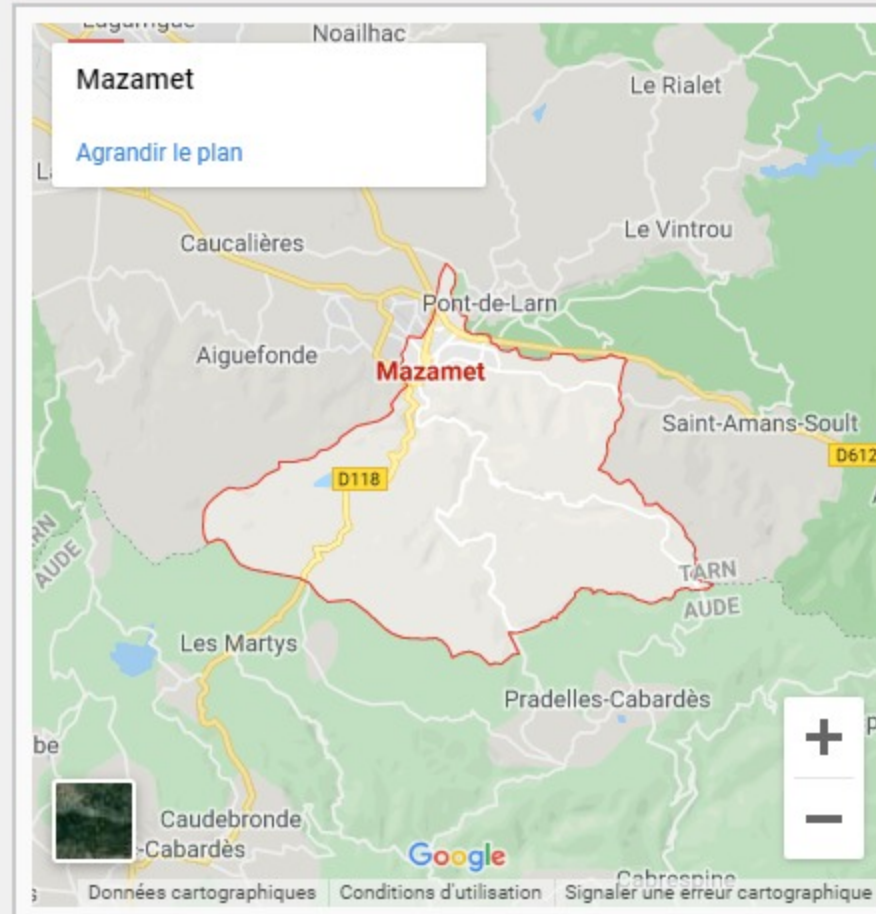 Noailhac
Mazamet
Agrandir le plan
Le Rialet
Le Vintrou
Caucalières
Pont-de-Larn
Aiguefonde
Mazamet
Saint-Amans-Soult
D612
D118
TARN
AUDE
TARN
AUDE
Les Martys
Pradelles-Cabardès
+
−
Caudebronde
-Cabardès
Google
Cabrespine
Données cartographiques
Conditions d'utilisation
Signaler une erreur cartographique